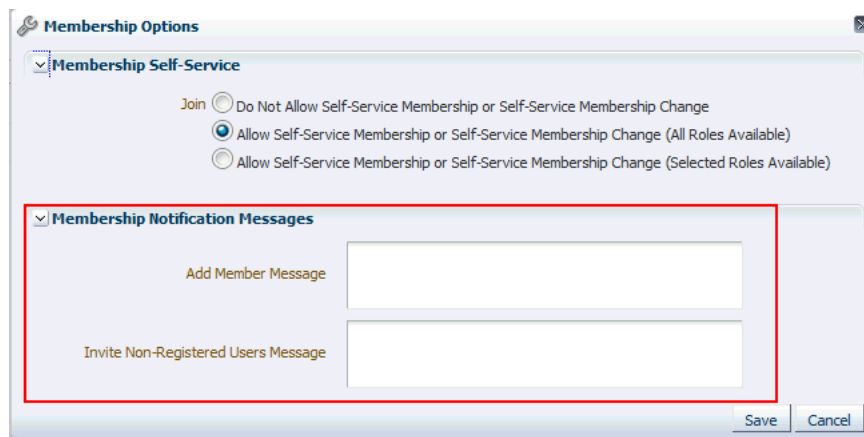 Membership Options
Membership Self-Service
Join Do Not Allow Self-Service Membership or Self-Service Membership Change
Allow Self-Service Membership or Self-Service Membership Change (All Roles Available)
Allow Self-Service Membership or Self-Service Membership Change (Selected Roles Available)
Membership Notification Messages
Add Member Message
Invite Non-Registered Users Message
Save Cancel